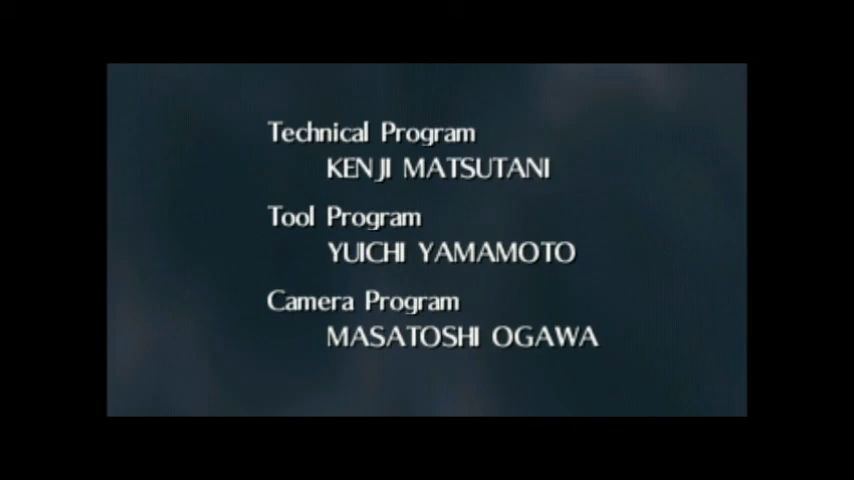 Technical Program
KENJI MATSUTANI
Tool Program
YUICHI YAMAMOTO
Camera Program
MASATOSHI OGAWA